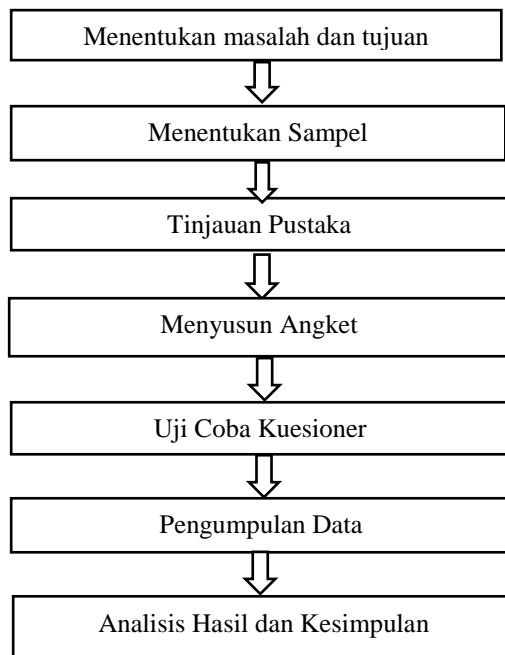 Menentukan masalah dan tujuan
Menentukan Sampel
Tinjauan Pustaka
Menyusun Angket
Uji Coba Kuesioner
Pengumpulan Data
Analisis Hasil dan Kesimpulan